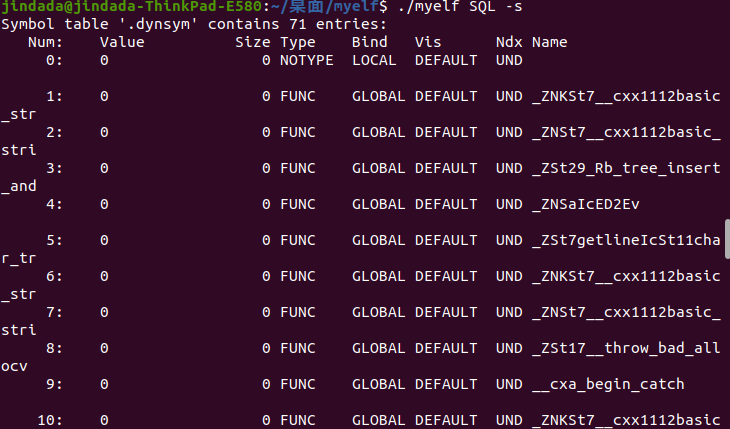 jindada@jindada-ThinkPad-E580:~/桌面/myelf$ ./myelf SQL -s
Symbol table '.dynsym' contains 71 entries:
   Num:    Value           Size Type    Bind   Vis      Ndx Name
     0:    0                 0 NOTYPE  LOCAL  DEFAULT  UND
     1:    0                 0 FUNC    GLOBAL DEFAULT  UND _ZNKSt7__cxx1112basic
_str
     2:    0                 0 FUNC    GLOBAL DEFAULT  UND _ZNSt7__cxx1112basic_
stri
     3:    0                 0 FUNC    GLOBAL DEFAULT  UND _ZSt29_Rb_tree_insert
_and
     4:    0                 0 FUNC    GLOBAL DEFAULT  UND _ZNSaIcED2Ev
     5:    0                 0 FUNC    GLOBAL DEFAULT  UND _ZSt7getlineIcSt11cha
r_tr
     6:    0                 0 FUNC    GLOBAL DEFAULT  UND _ZNKSt7__cxx1112basic
_str
     7:    0                 0 FUNC    GLOBAL DEFAULT  UND _ZNSt7__cxx1112basic_
stri
     8:    0                 0 FUNC    GLOBAL DEFAULT  UND _ZSt17__throw_bad_all
ocv
     9:    0                 0 FUNC    GLOBAL DEFAULT  UND __cxa_begin_catch
    10:    0                 0 FUNC    GLOBAL DEFAULT  UND _ZNKSt7__cxx1112basic